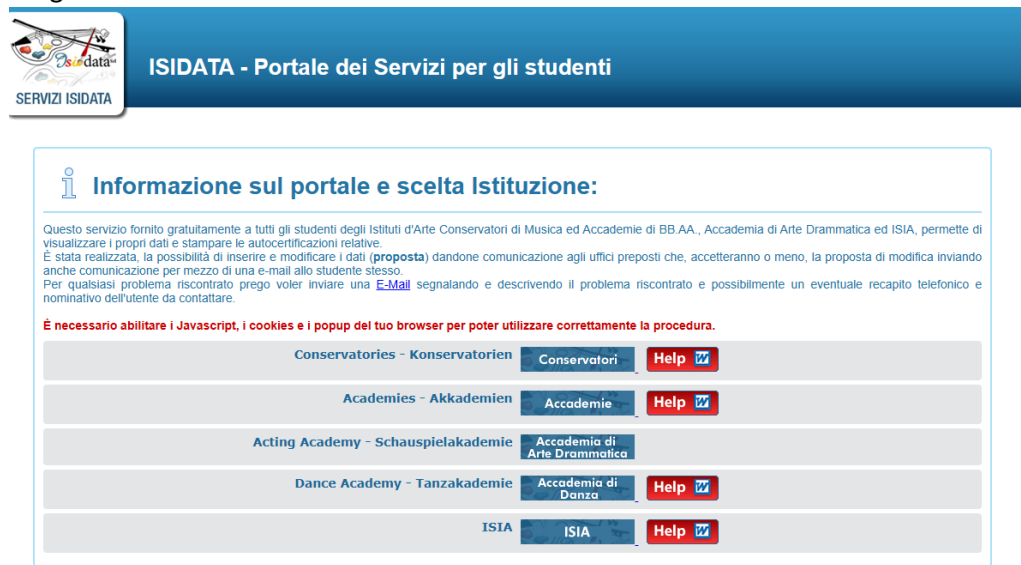 Isidata
SERVIZI ISIDATA
ISIDATA - Portale dei Servizi per gli studenti
Informazione sul portale e scelta Istituzione:
Questo servizio fornito gratuitamente a tutti gli studenti degli Istituti d'Arte Conservatori di Musica ed Accademie di BB.AA., Accademia di Arte Drammatica ed ISIA, permette di
visualizzare i propri dati e stampare le autocertificazioni relative.
É stata realizzata, la possibilità di inserire e modificare i dati (proposta) dandone comunicazione agli uffici preposti che, accetteranno o meno, la proposta di modifica inviando
anche comunicazione per mezzo di una e-mail allo studente stesso.
Per qualsiasi problema riscontrato prego voler inviare una E-Mail segnalando e descrivendo il problema riscontrato e possibilmente un eventuale recapito telefonico e
nominativo dell'utente da contattare.
É necessario abilitare i Javascript, i cookies e i popup del tuo browser per poter utilizzare correttamente la procedura.
Conservatories - Konservatorien Conservatori Help W
Academies - Akkademien Accademie Help W
Acting Academy - Schauspielakademie Accademia di
Arte Drammatica
Dance Academy - Tanzakademie Accademia di
Danza Help W
ISIA ISIA Help W